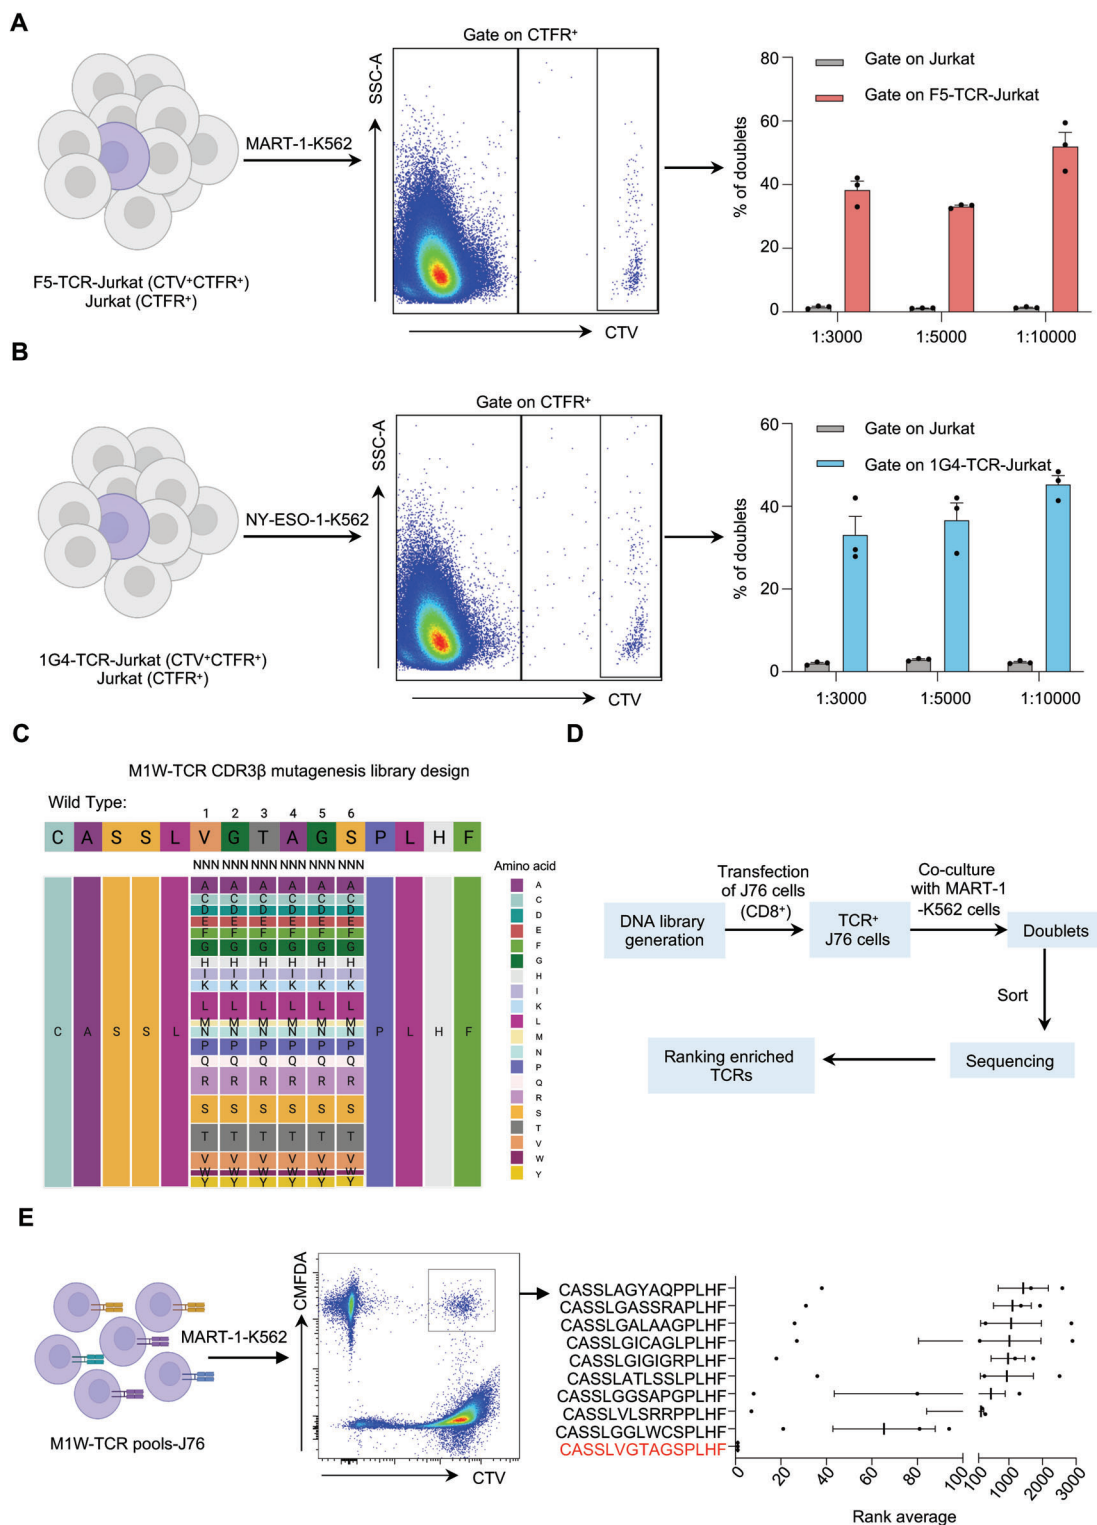 A
F5-TCR-Jurkat (CTV+CTFR+)
Jurkat (CTFR+)
MART-1-K562
Gate on CTFR+
SSC-A
CTV
Gate on Jurkat
Gate on F5-TCR-Jurkat
% of doublets
80
60
40
20
0
1:3000
1:5000
1:10000
B
1G4-TCR-Jurkat (CTV+CTFR+)
Jurkat (CTFR+)
NY-ESO-1-K562
Gate on CTFR+
SSC-A
CTV
Gate on Jurkat
Gate on 1G4-TCR-Jurkat
% of doublets
60
40
20
0
1:3000
1:5000
1:10000
C
M1W-TCR CDR3β mutagenesis library design
Wild Type:
1 2 3 4 5 6
C A S S L V G T A G S P L H F
NNN NNN NNN NNN NNN NNN
A A A A A A
C C C C C C
D D D D D D
E E E E E E
F F F F F F
G G G G G G
H H H H H H
I I I I I I
K K K K K K
L L L L L L
M M M M M M
C A S S L N N N N N N P L H F
P P P P P P
Q Q Q Q Q Q
R R R R R R
S S S S S S
T T T T T T
V V V V V V
W W W W W W
Y Y Y Y Y Y
Amino acid
A
C
D
E
F
G
H
I
K
L
M
N
P
Q
R
S
T
V
W
Y
D
DNA library
generation
Transfection
of J76 cells
(CD8+)
TCR+
J76 cells
Co-culture
with MART-1
-K562 cells
Doublets
Sort
Sequencing
Ranking enriched
TCRs
E
M1W-TCR pools-J76
MART-1-K562
CMFDA
CTV
CASSLAGYAQPPLHF
CASSLGASSRAPLHF
CASSLGALAAGPLHF
CASSLGICAGLPLHF
CASSLGIGIGRPLHF
CASSLATLSSLPLHF
CASSLGGSAPGPLHF
CASSLVLSRRPPLHF
CASSLGGLWCSPLHF
CASSLVGTAGSPLHF
0 20 40 60 80 100 100 1000 2000 3000
Rank average